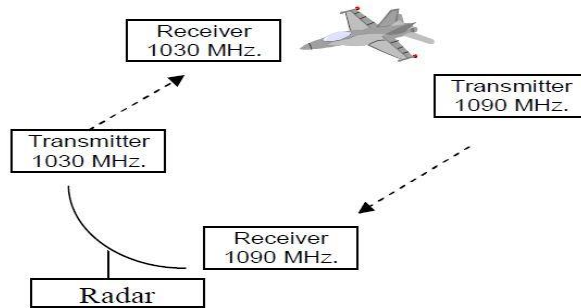 Receiver
1030 MHz.
Transmitter
1090 MHz.
Transmitter
1030 MHz.
Receiver
1090 MHz.
Radar